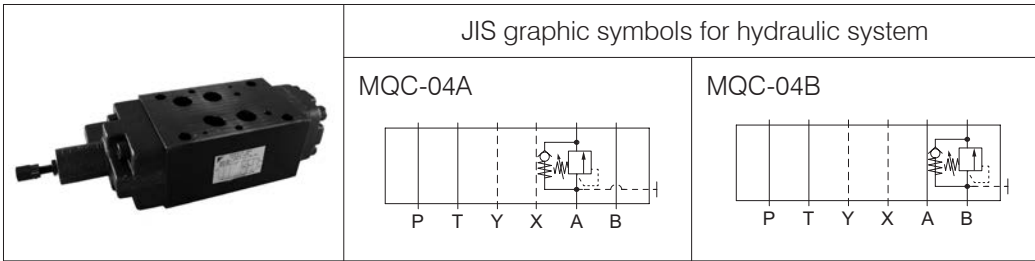 JIS graphic symbols for hydraulic system
MQC-04A
MQC-04B
P T Y X A B
P T Y X A B